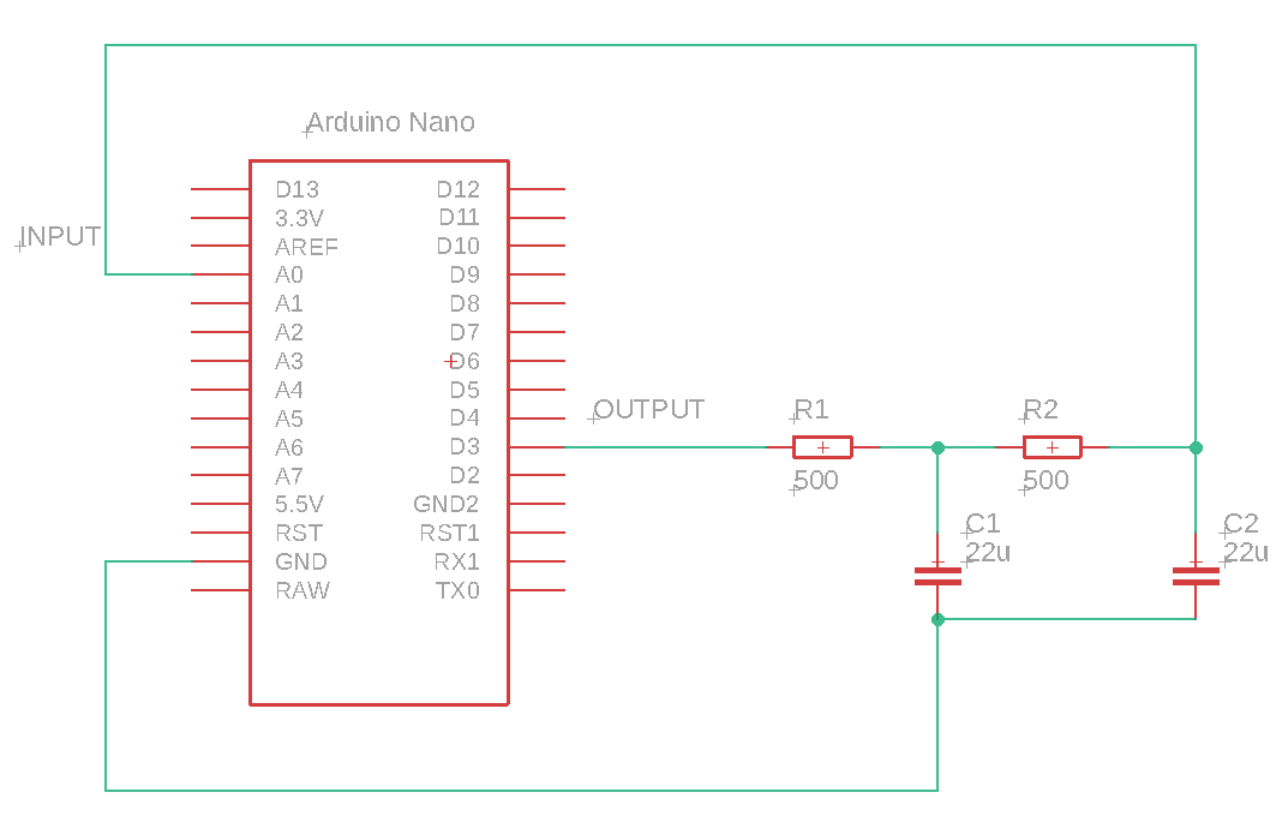 Arduino Nano
INPUT
D13 D12
3.3V D11
AREF D10
A0 D9
A1 D8
A2 D7
A3 D6
A4 D5
A5 D4
A6 D3
A7 D2
5.5V GND2
RST RST1
GND RX1
RAW TX0
OUTPUT
R1
500
R2
500
C1
22u
C2
22u